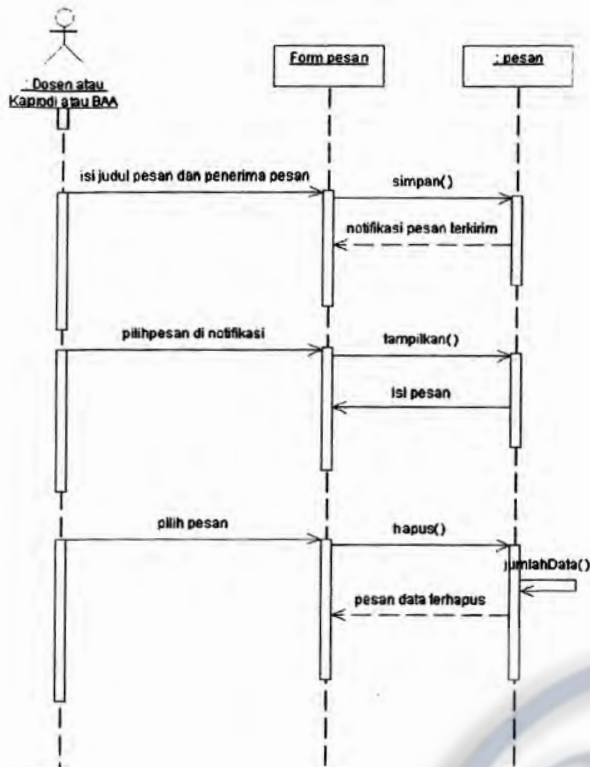 Form pesan
: pesan
: Dosen atau
Kaprodi atau BAA
isi judul pesan dan penerima pesan
simpan()
notifikasi pesan terkirim
pilihpesan di notifikasi
tampilkan()
isi pesan
pilih pesan
hapus()
jumlahData()
pesan data terhapus